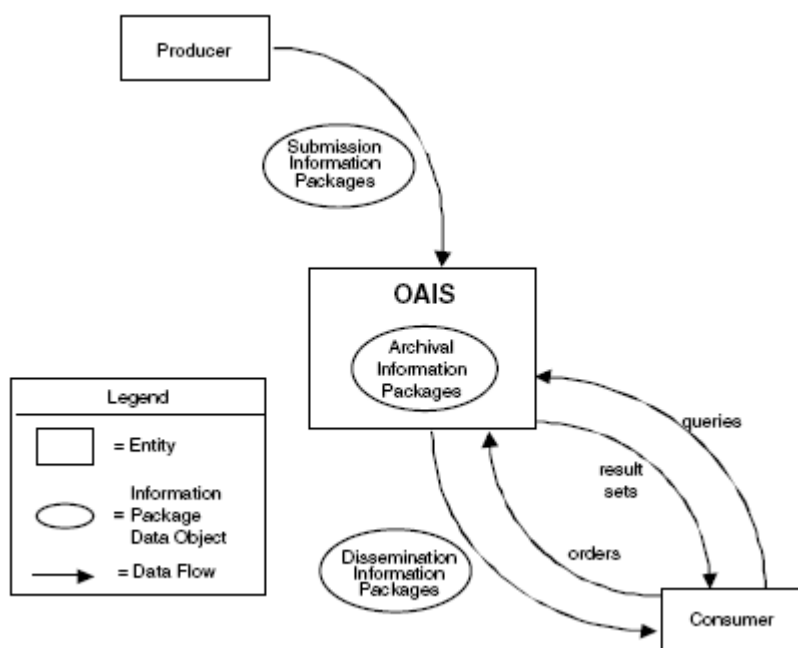 Producer
Submission
Information
Packages
OAIS
Archival
Information
Packages
queries
result
sets
orders
Dissemination
Information
Packages
Consumer
Legend
= Entity
Information
= Package
Data Object
= Data Flow